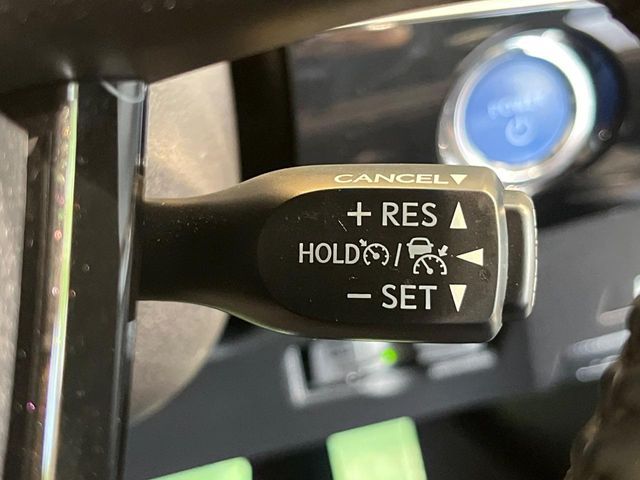 CANCEL▼
+ RES ▲
HOLD / ◄
− SET ▼